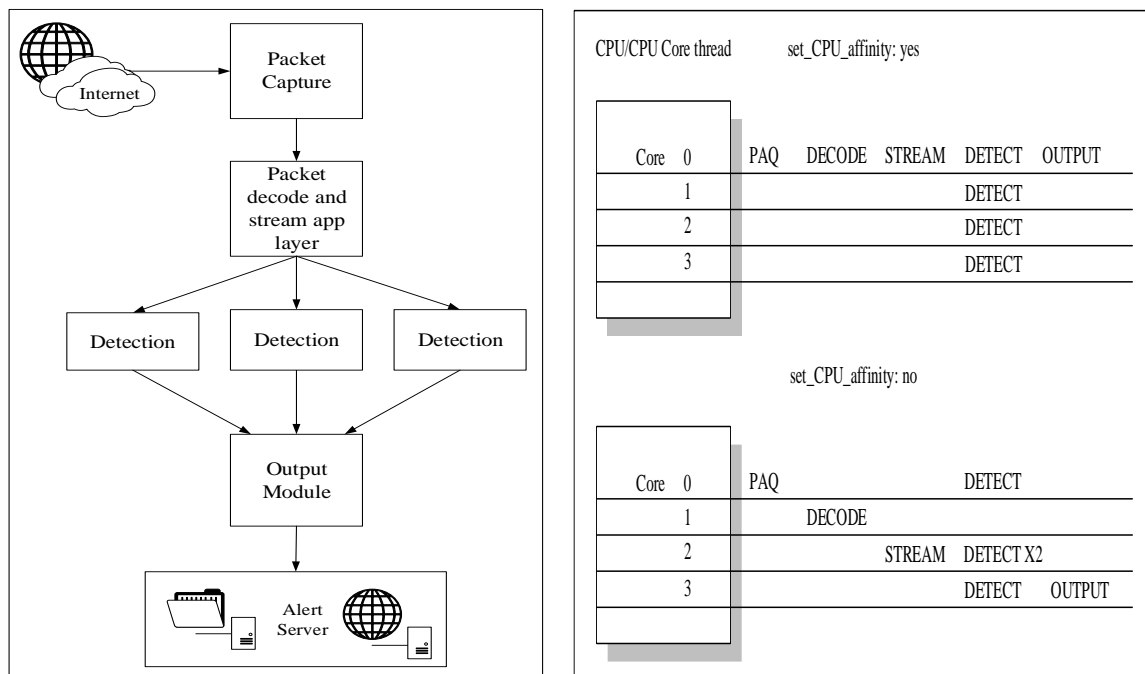 Internet
Packet
Capture
Packet
decode and
stream app
layer
Detection
Detection
Detection
Output
Module
Alert
Server
CPU/CPU Core thread set_CPU_affinity: yes
Core 0 PAQ DECODE STREAM DETECT OUTPUT
1 DETECT
2 DETECT
3 DETECT
set_CPU_affinity: no
Core 0 PAQ DETECT
1 DECODE
2 STREAM DETECT X2
3 DETECT OUTPUT